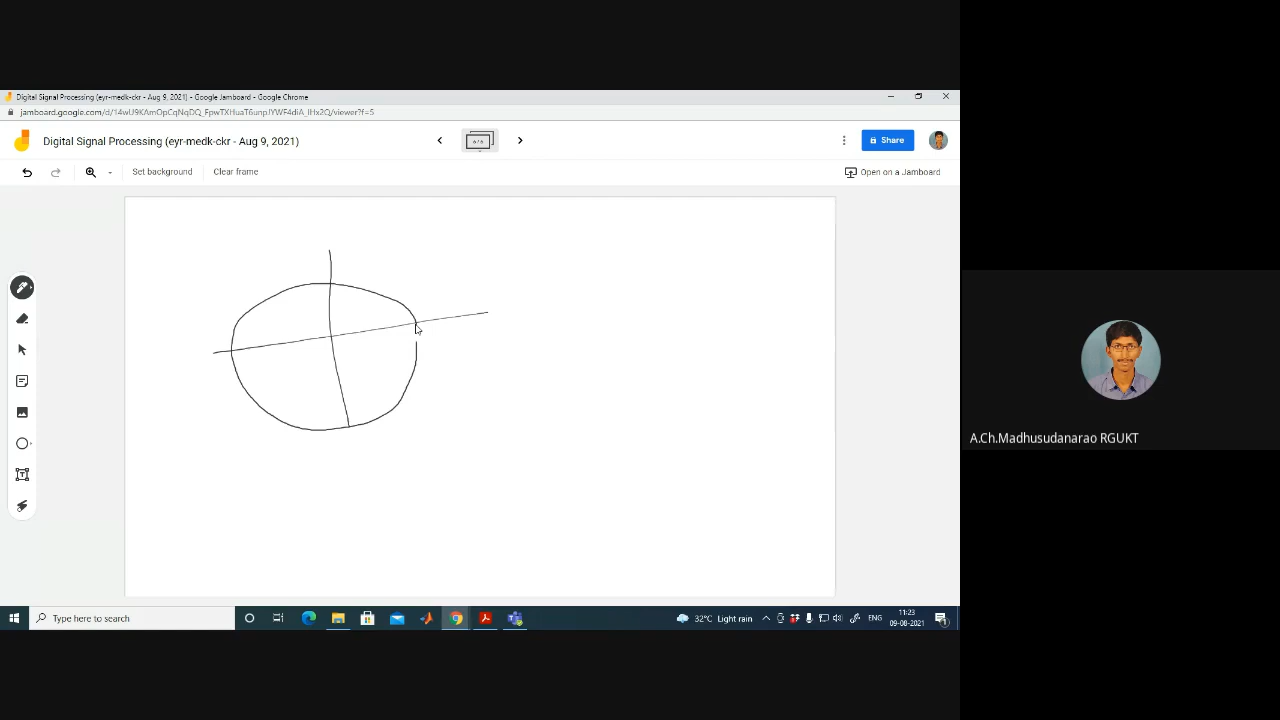 Digital Signal Processing (eyr-medk-ckr - Aug 9, 2021) - Google Jamboard - Google Chrome
Digital Signal Processing (eyr-medk-ckr - Aug 9, 2021)
6 / 6
Share
Set background
Clear frame
Open on a Jamboard
A.Ch.Madhusudanarao RGUKT
Type here to search
32°C Light rain
ENG
11:23
09-08-2021